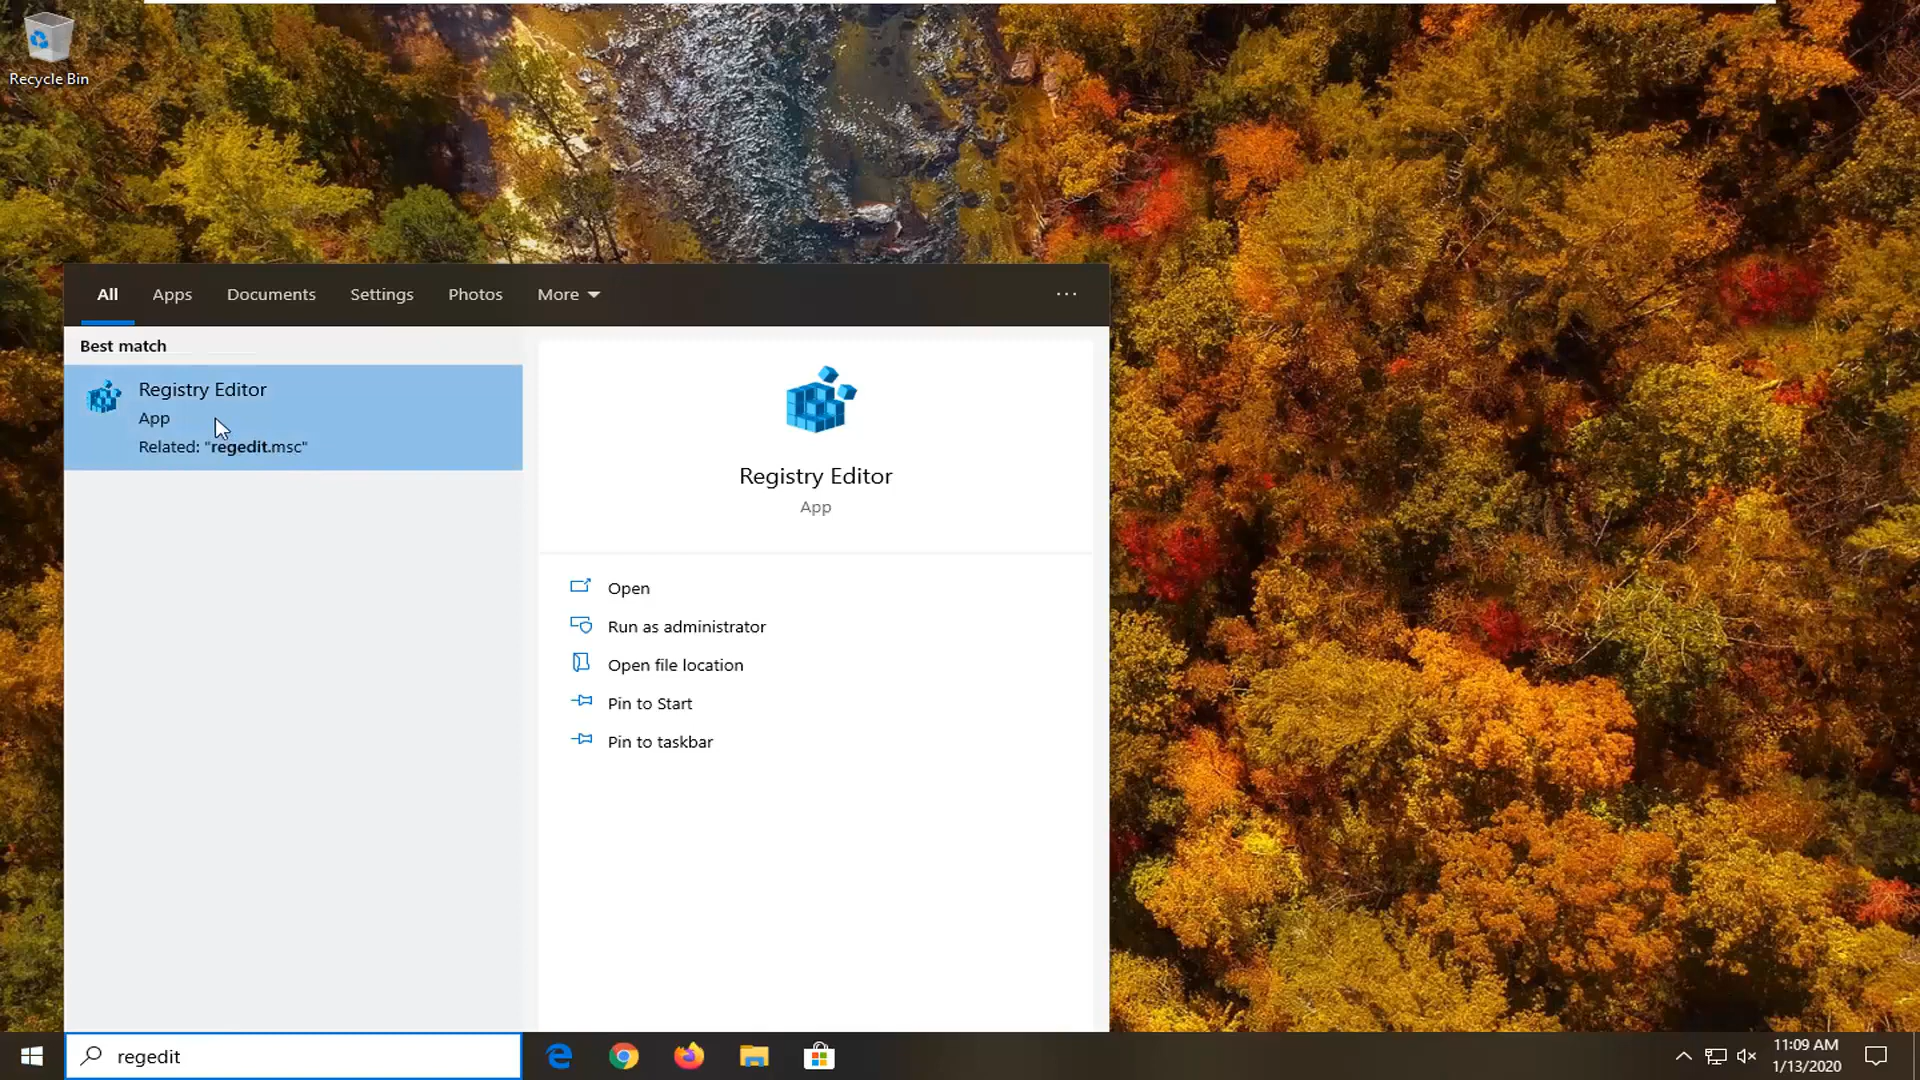 Recycle Bin
All Apps Documents Settings Photos More ...
Best match
Registry Editor
App
Related: "regedit.msc"
Registry Editor
App
Open
Run as administrator
Open file location
Pin to Start
Pin to taskbar
regedit
11:09 AM
1/13/2020